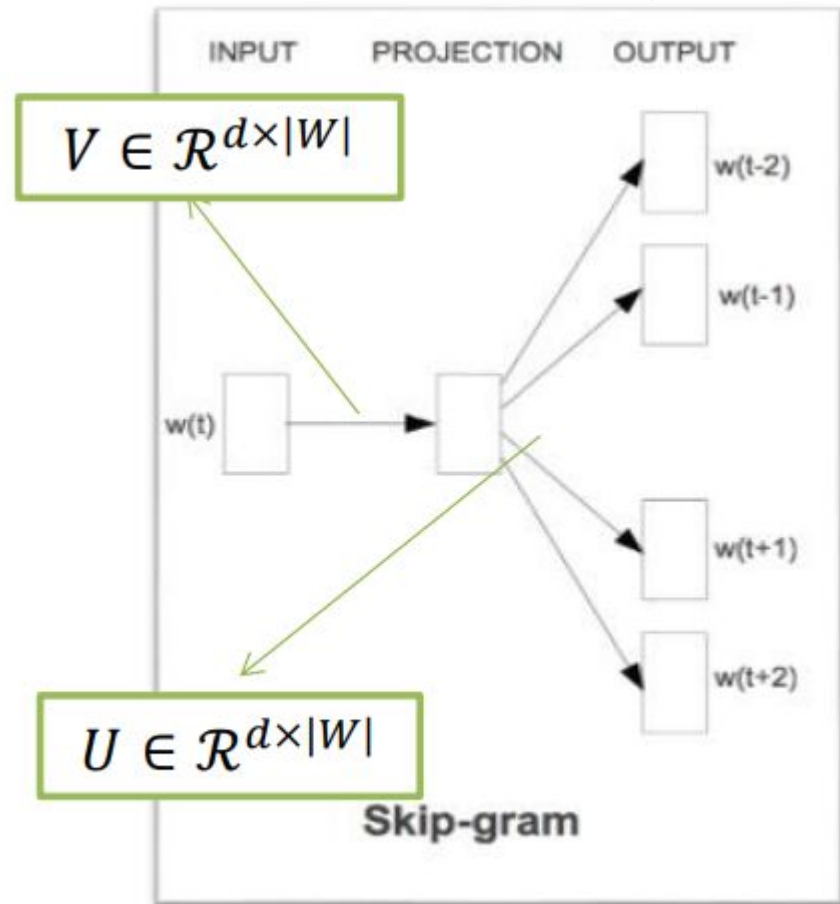 INPUT PROJECTION OUTPUT
V ∈ ℛ^{d×|W|}
w(t-2)
w(t-1)
w(t)
w(t+1)
w(t+2)
U ∈ ℛ^{d×|W|}
Skip-gram